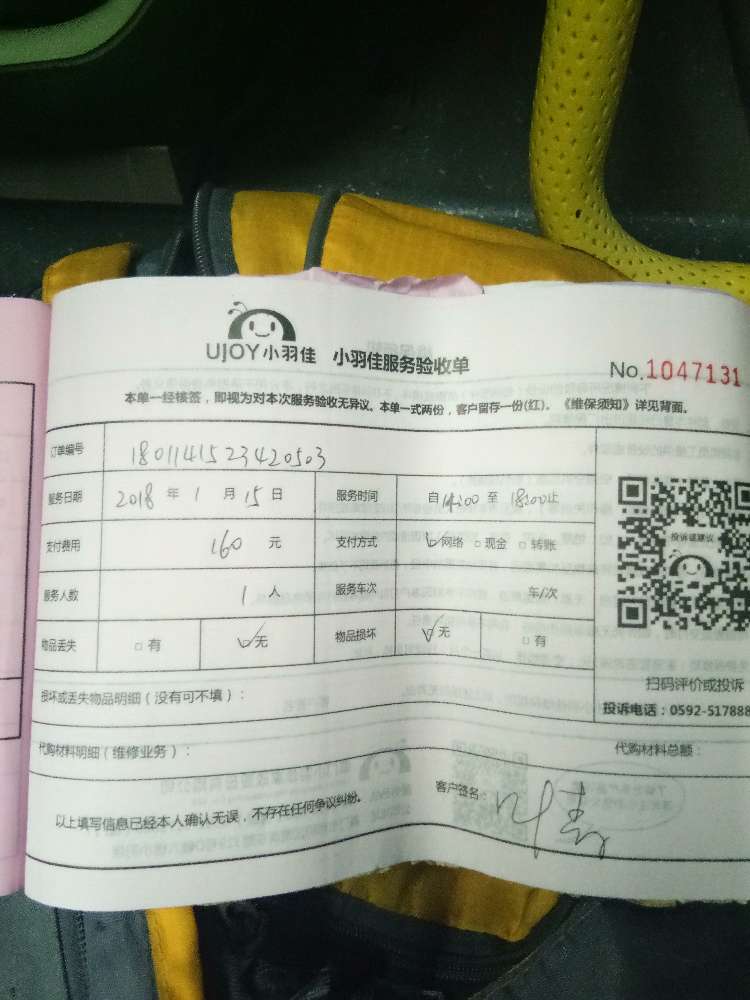 UJOY小羽佳 小羽佳服务验收单 No.1047131
本单一经核签，即视为对本次服务验收无异议。本单一式两份，客户留存一份(红)。《维保须知》详见背面。
订单编号 1801141523420503
服务日期 2018 年 1 月 15 日 服务时间 自14:00 至 18:00止
支付费用 160 元 支付方式 ☑网络 □现金 □转账
投诉或建议
服务人数 1 人 服务车次 车/次
物品丢失 □有 ☑无 物品损坏 ☑无 □有
扫码评价或投诉
损坏或丢失物品明细（没有可不填）：
投诉电话：0592-517888
代购材料明细（维修业务）： 代购材料总额：
以上填写信息已经本人确认无误，不存在任何争议纠纷。 客户签名：